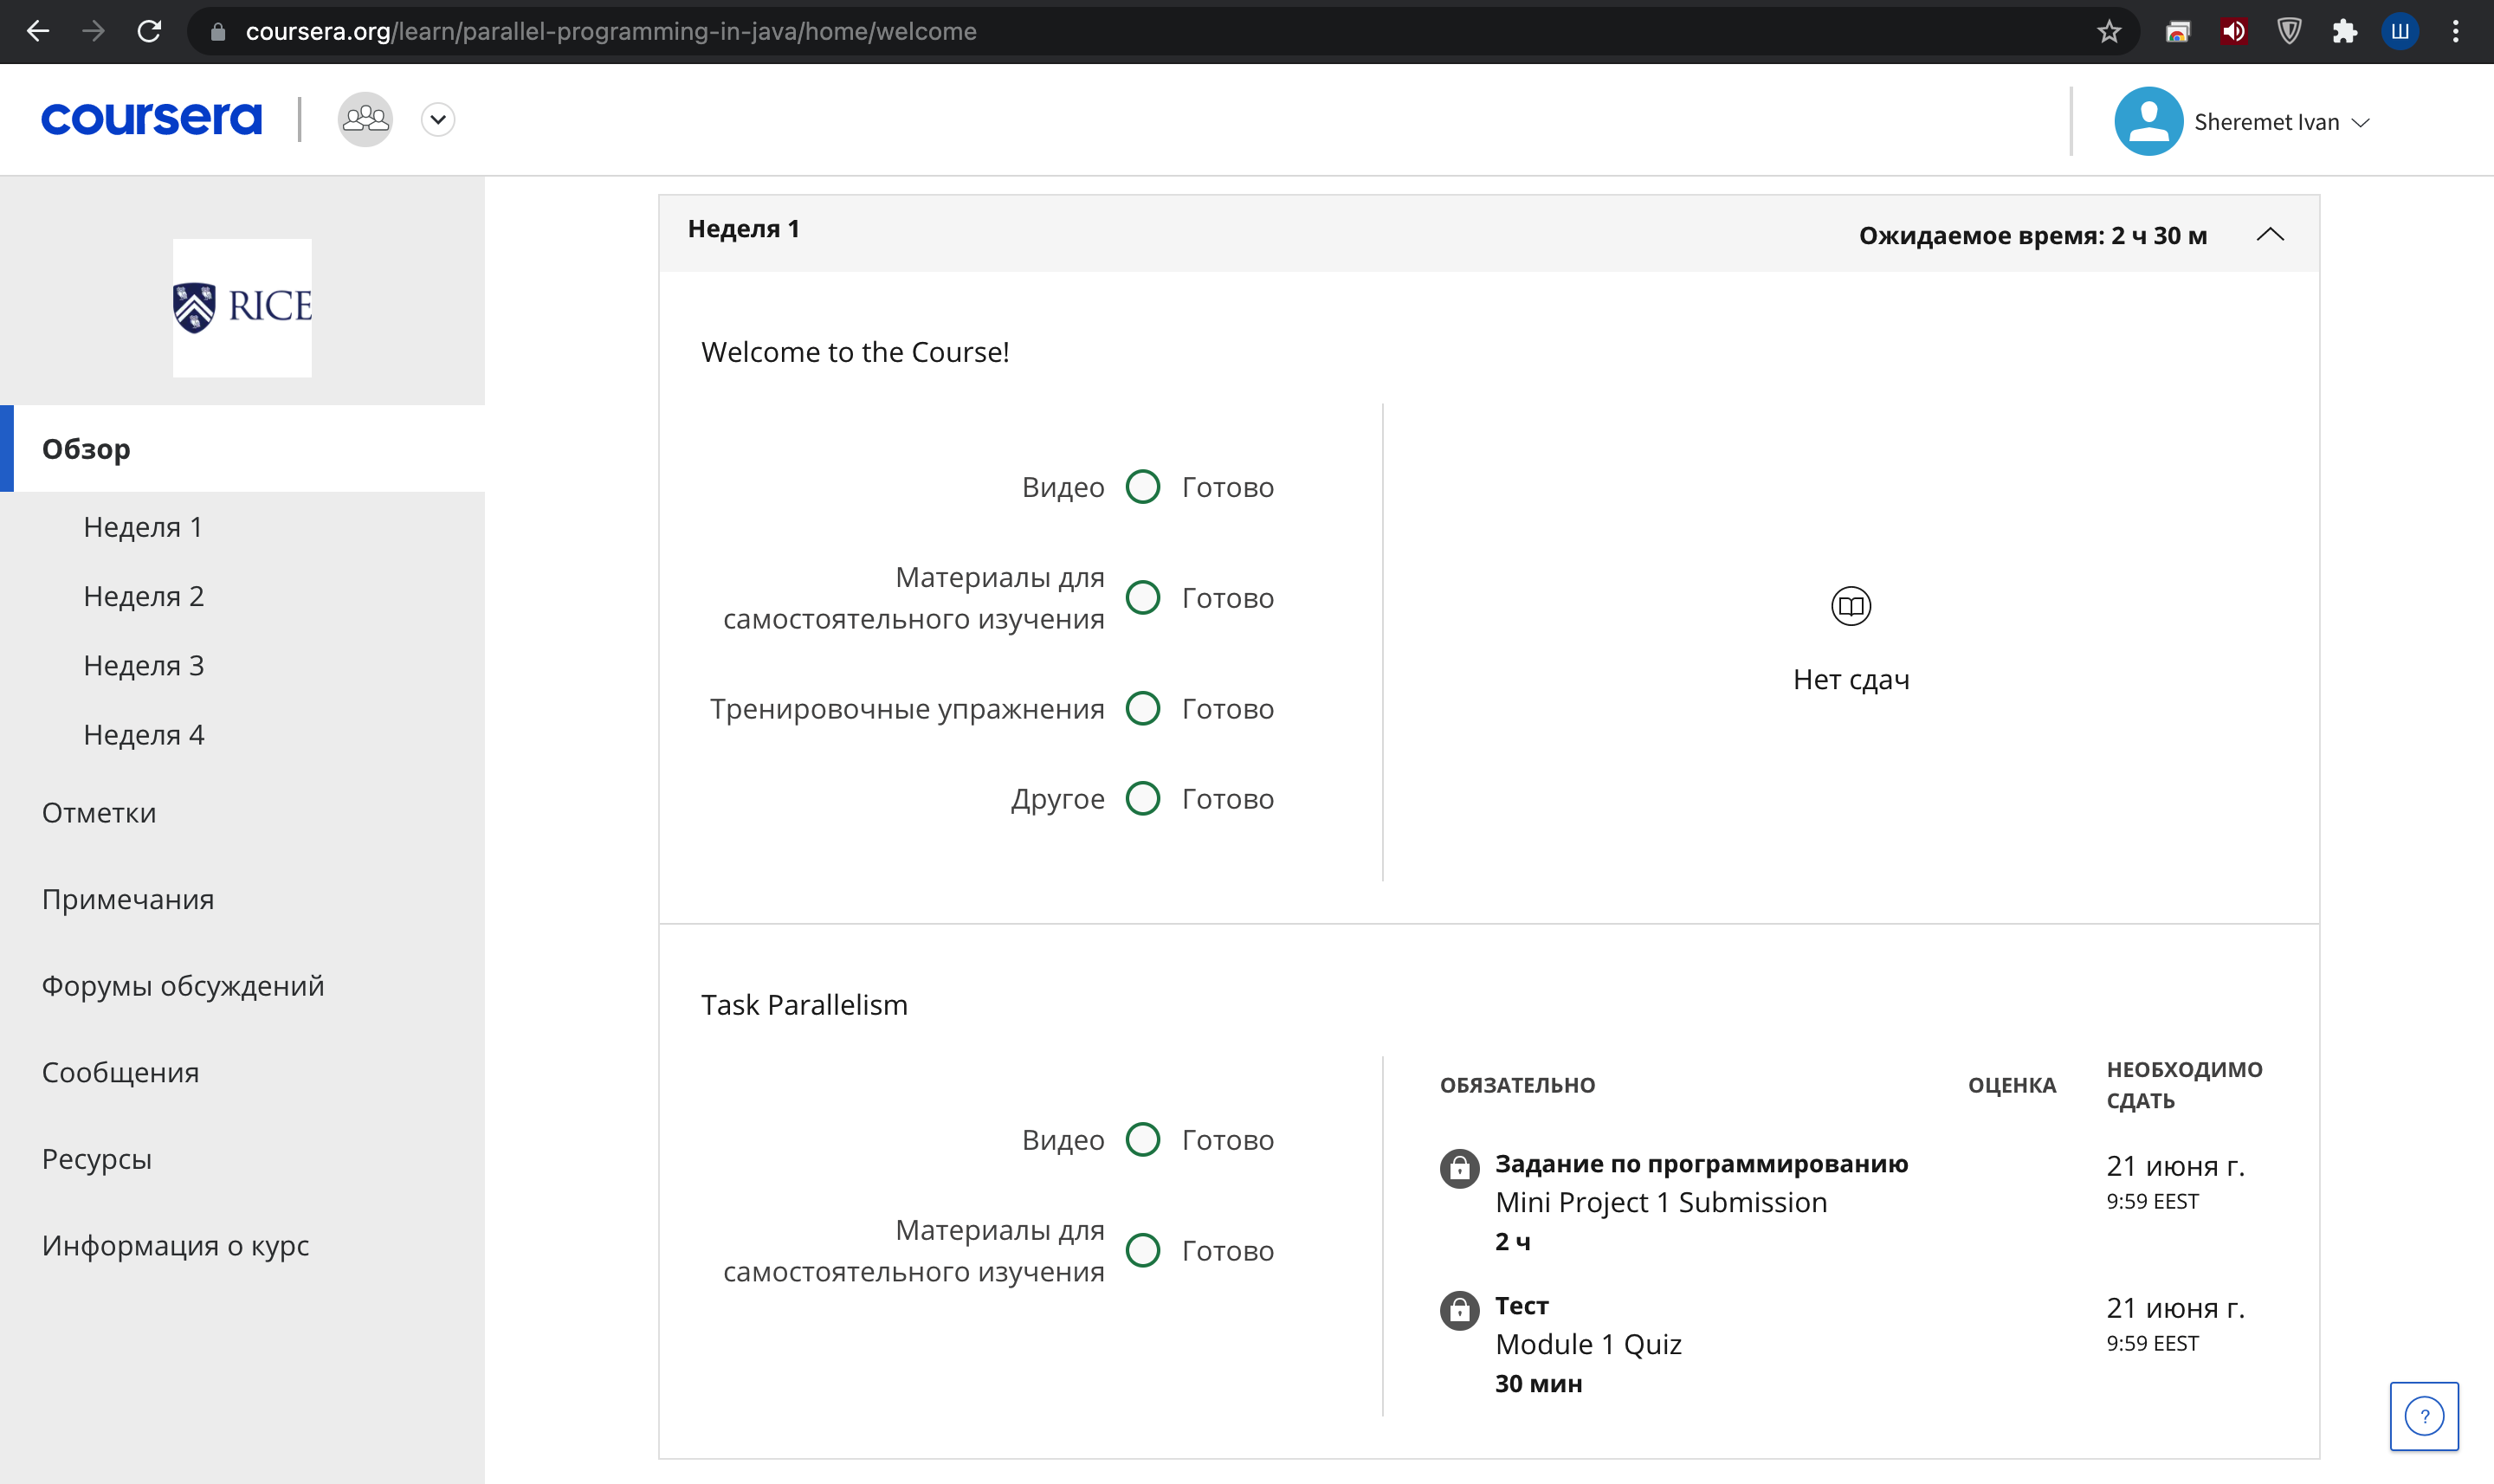 coursera.org/learn/parallel-programming-in-java/home/welcome
Ш
coursera
Sheremet Ivan
RICE
Обзор
Неделя 1
Неделя 2
Неделя 3
Неделя 4
Отметки
Примечания
Форумы обсуждений
Сообщения
Ресурсы
Информация о курс
Неделя 1
Ожидаемое время: 2 ч 30 м
Welcome to the Course!
Видео Готово
Материалы для
самостоятельного изучения Готово
Тренировочные упражнения Готово
Другое Готово
Нет сдач
Task Parallelism
Видео Готово
Материалы для
самостоятельного изучения Готово
ОБЯЗАТЕЛЬНО
ОЦЕНКА
НЕОБХОДИМО
СДАТЬ
Задание по программированию
Mini Project 1 Submission
2 ч
21 июня г.
9:59 EEST
Тест
Module 1 Quiz
30 мин
21 июня г.
9:59 EEST
?